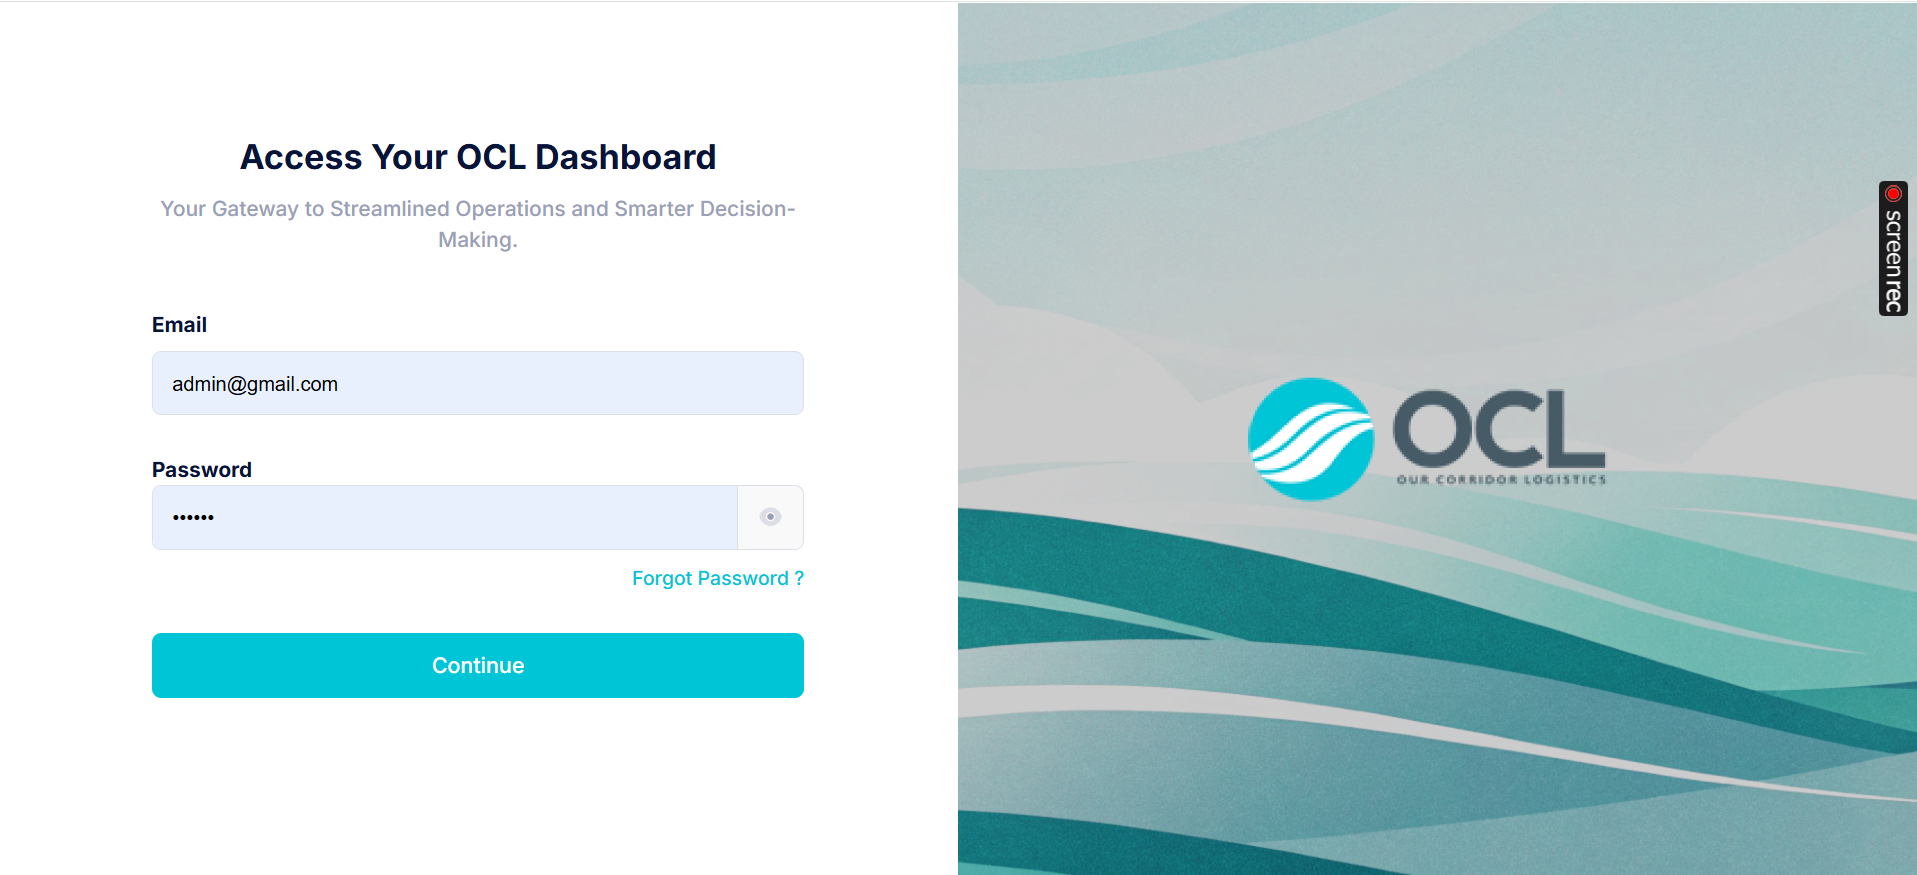 Access Your OCL Dashboard
Your Gateway to Streamlined Operations and Smarter Decision-
Making.
Email
admin@gmail.com
Password
••••••
Forgot Password ?
Continue
OCL
OUR CORRIDOR LOGISTICS
screenrec